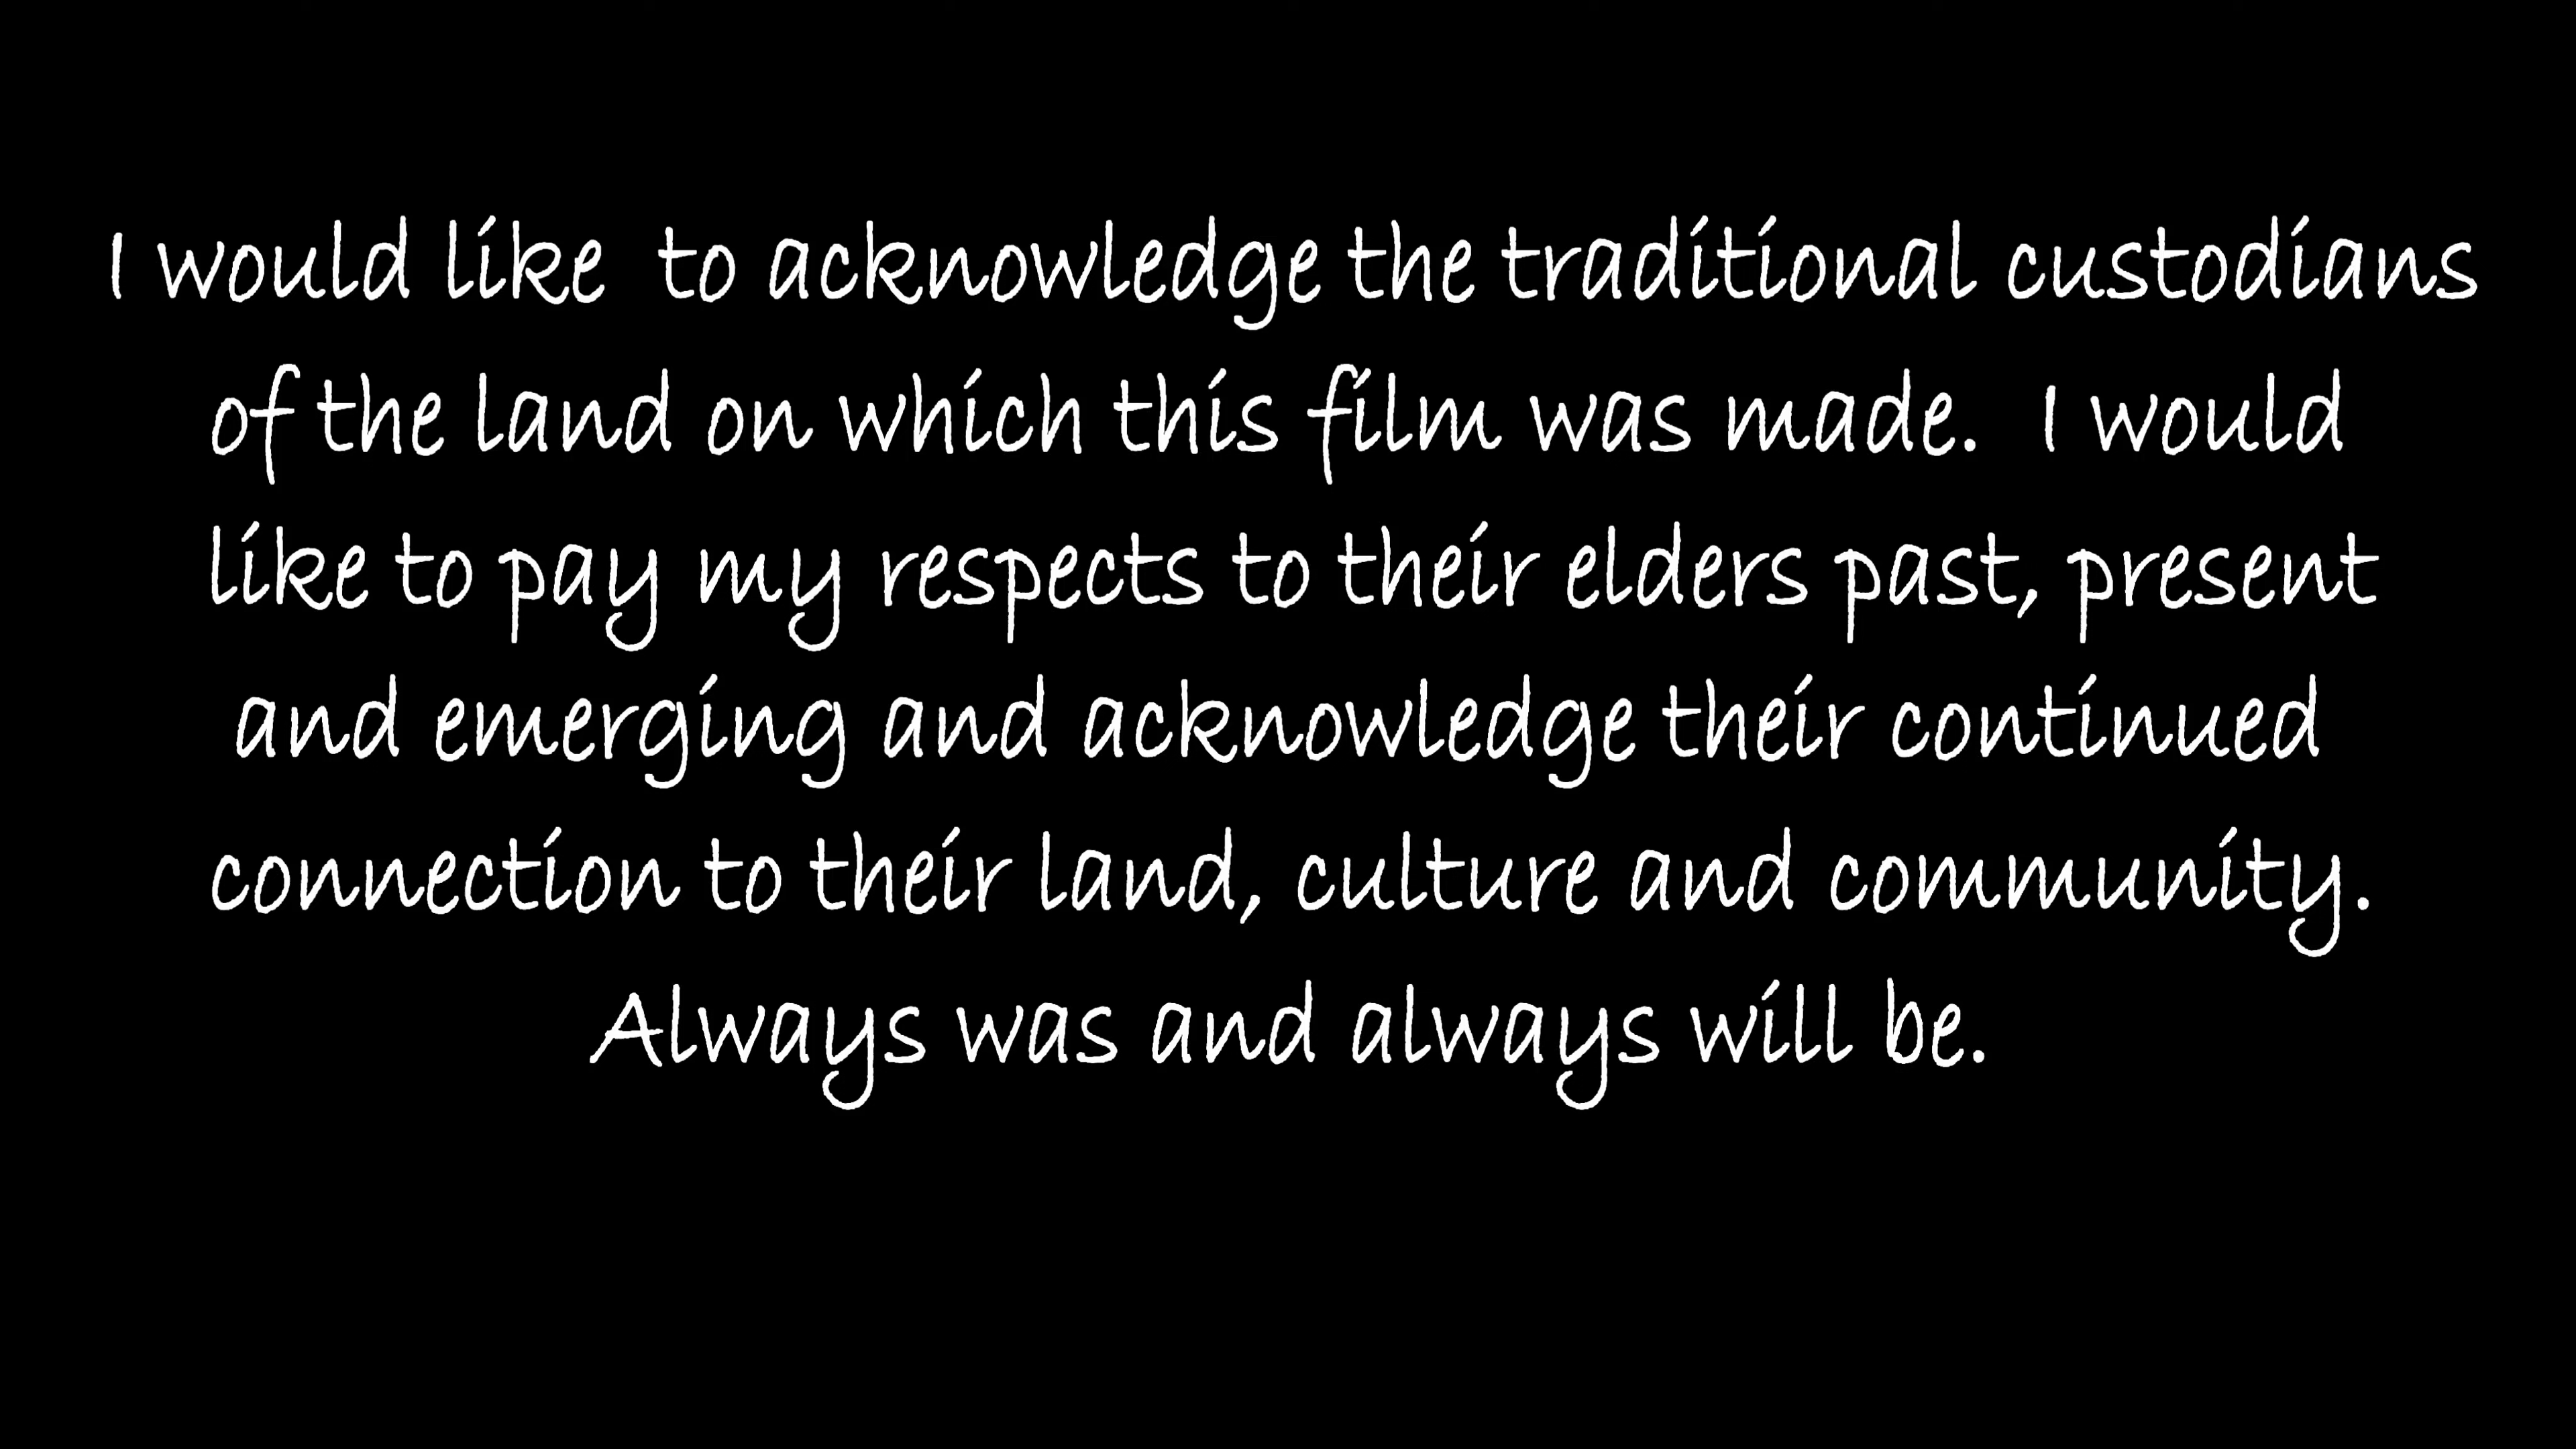 I would like  to acknowledge the traditional custodians
of the land on which this film was made.  I would
like to pay my respects to their elders past, present
and emerging and acknowledge their continued
connection to their land, culture and community.
Always was and always will be.